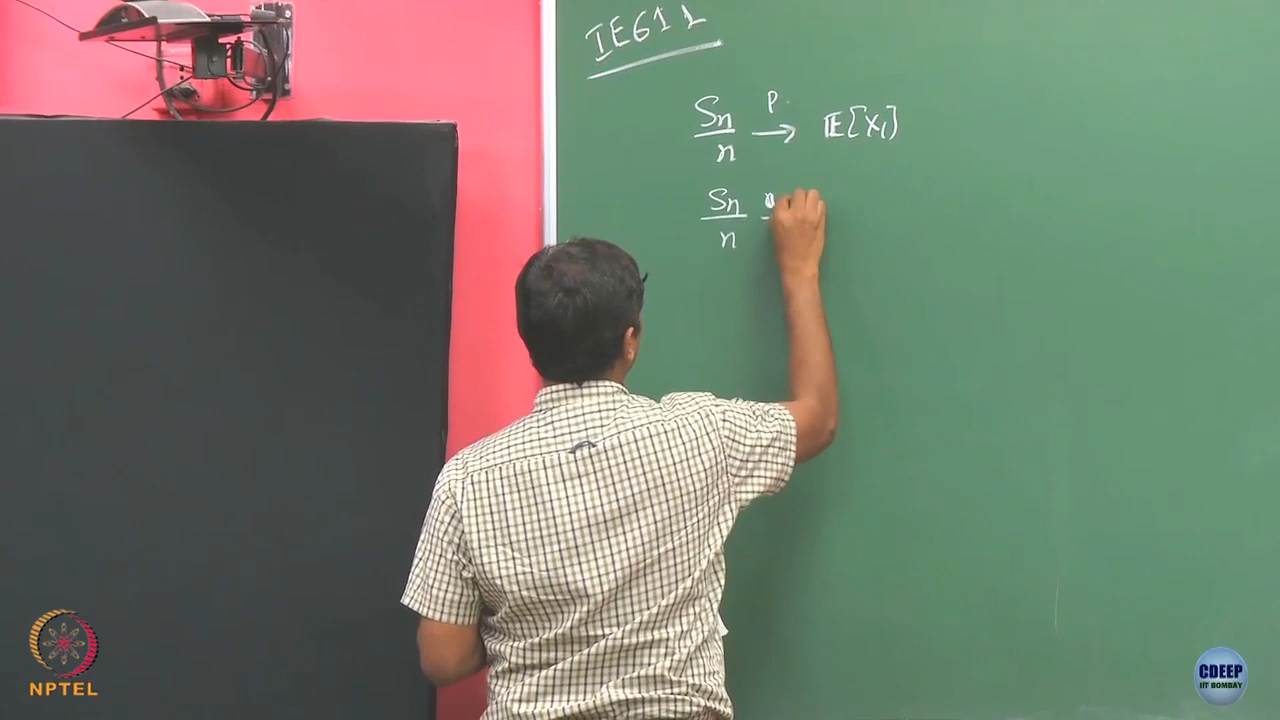 IE611
Sn/n →P E[X1]
Sn/n
NPTEL
CDEEP
IIT BOMBAY